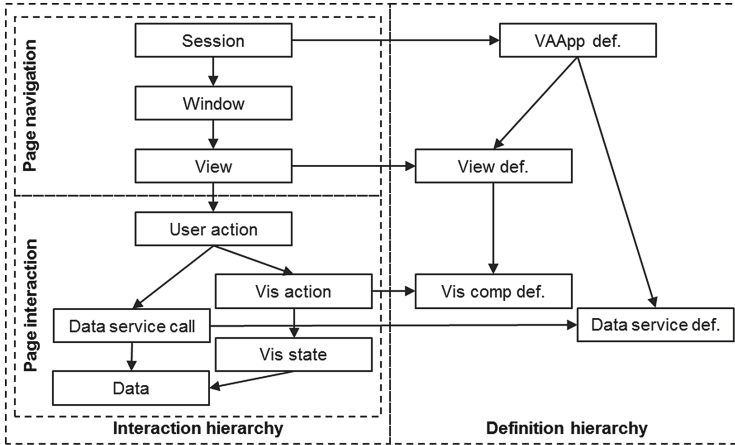 Page navigation
Session
VAApp def.
Window
View
View def.
Page interaction
User action
Vis action
Vis comp def.
Data service call
Data service def.
Vis state
Data
Interaction hierarchy
Definition hierarchy